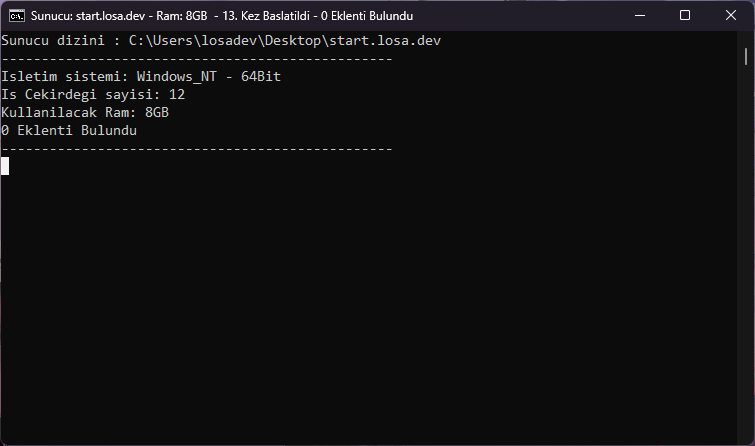 Sunucu: start.losa.dev - Ram: 8GB  - 13. Kez Baslatildi - 0 Eklenti Bulundu
Sunucu dizini : C:\Users\losadev\Desktop\start.losa.dev
-------------------------------------------------
Isletim sistemi: Windows_NT - 64Bit
Is Cekirdegi sayisi: 12
Kullanilacak Ram: 8GB
0 Eklenti Bulundu
-------------------------------------------------